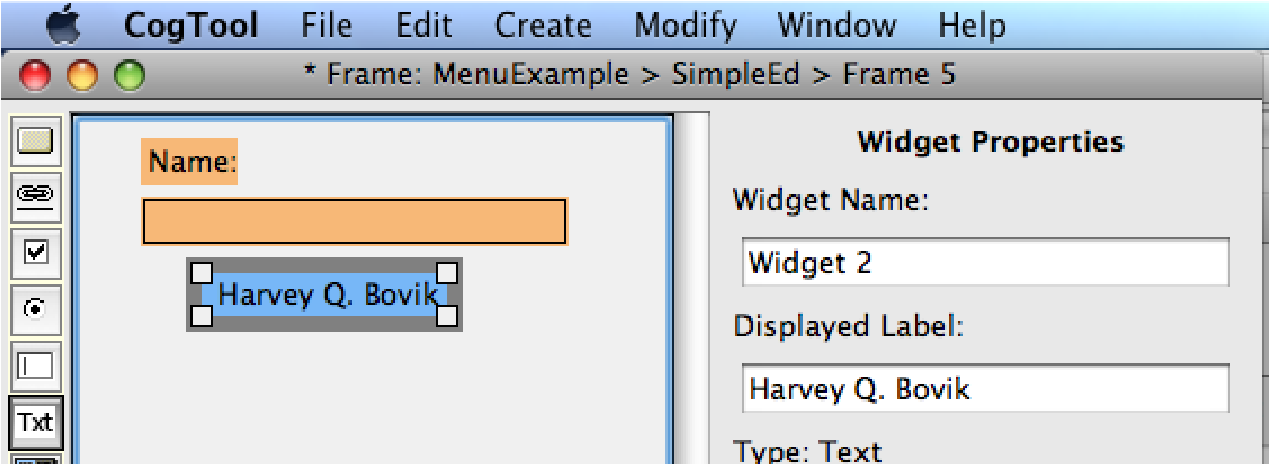 CogTool File Edit Create Modify Window Help
* Frame: MenuExample > SimpleEd > Frame 5
Widget Properties
Name:
Widget Name:
Widget 2
Harvey Q. Bovik
Displayed Label:
Harvey Q. Bovik
Txt
Type: Text